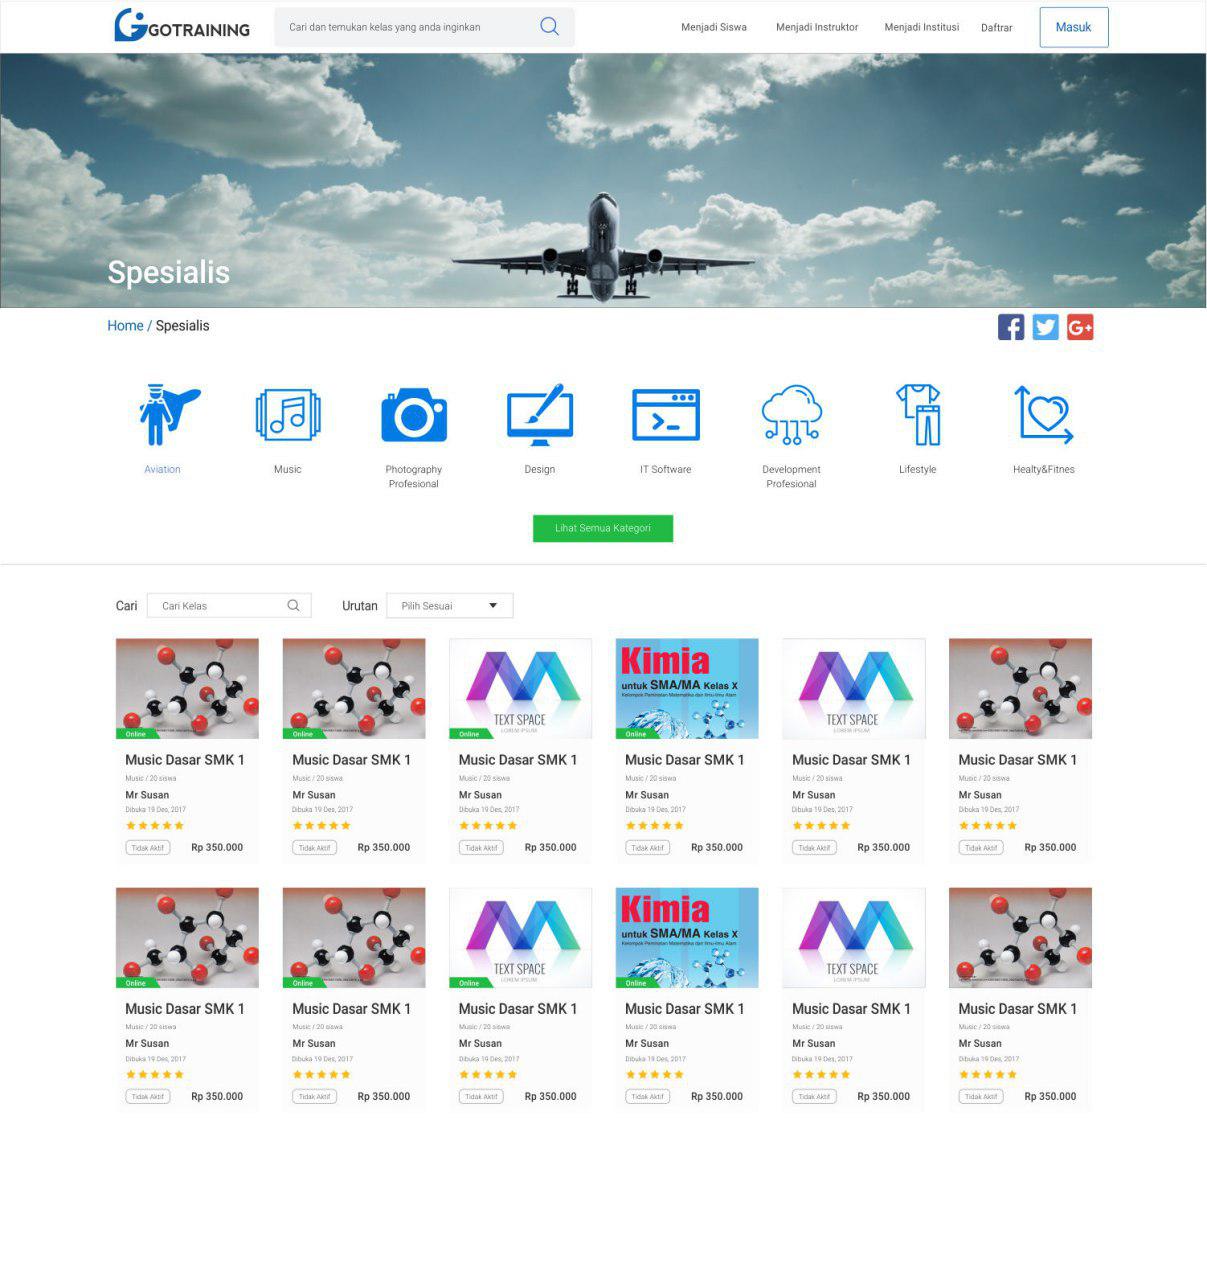 GOTRAINING
Cari dan temukan kelas yang anda inginkan
Menjadi Siswa
Menjadi Instruktor
Menjadi Institusi
Daftrar
Masuk
Spesialis
Home / Spesialis
Aviation
Music
Photography
Profesional
Design
IT Software
Development
Profesional
Lifestyle
Healty&Fitnes
Lihat Semua Kategori
Cari
Cari Kelas
Urutan
Pilih Sesuai
Online
Online
TEXT SPACE
LOREM IPSUM
Online
Kimia
untuk SMA/MA Kelas X
Kelompok Peminatan Matematika dan Ilmu-Ilmu Alam
Online
TEXT SPACE
LOREM IPSUM
Music Dasar SMK 1
Music / 20 siswa
Mr Susan
Dibuka 19 Des, 2017
Tidak Aktif
Rp 350.000
Music Dasar SMK 1
Music / 20 siswa
Mr Susan
Dibuka 19 Des, 2017
Tidak Aktif
Rp 350.000
Music Dasar SMK 1
Music / 20 siswa
Mr Susan
Dibuka 19 Des, 2017
Tidak Aktif
Rp 350.000
Music Dasar SMK 1
Music / 20 siswa
Mr Susan
Dibuka 19 Des, 2017
Tidak Aktif
Rp 350.000
Music Dasar SMK 1
Music / 20 siswa
Mr Susan
Dibuka 19 Des, 2017
Tidak Aktif
Rp 350.000
Music Dasar SMK 1
Music / 20 siswa
Mr Susan
Dibuka 19 Des, 2017
Tidak Aktif
Rp 350.000
Online
Online
TEXT SPACE
LOREM IPSUM
Online
Kimia
untuk SMA/MA Kelas X
Kelompok Peminatan Matematika dan Ilmu-Ilmu Alam
Online
TEXT SPACE
LOREM IPSUM
Music Dasar SMK 1
Music / 20 siswa
Mr Susan
Dibuka 19 Des, 2017
Tidak Aktif
Rp 350.000
Music Dasar SMK 1
Music / 20 siswa
Mr Susan
Dibuka 19 Des, 2017
Tidak Aktif
Rp 350.000
Music Dasar SMK 1
Music / 20 siswa
Mr Susan
Dibuka 19 Des, 2017
Tidak Aktif
Rp 350.000
Music Dasar SMK 1
Music / 20 siswa
Mr Susan
Dibuka 19 Des, 2017
Tidak Aktif
Rp 350.000
Music Dasar SMK 1
Music / 20 siswa
Mr Susan
Dibuka 19 Des, 2017
Tidak Aktif
Rp 350.000
Music Dasar SMK 1
Music / 20 siswa
Mr Susan
Dibuka 19 Des, 2017
Tidak Aktif
Rp 350.000